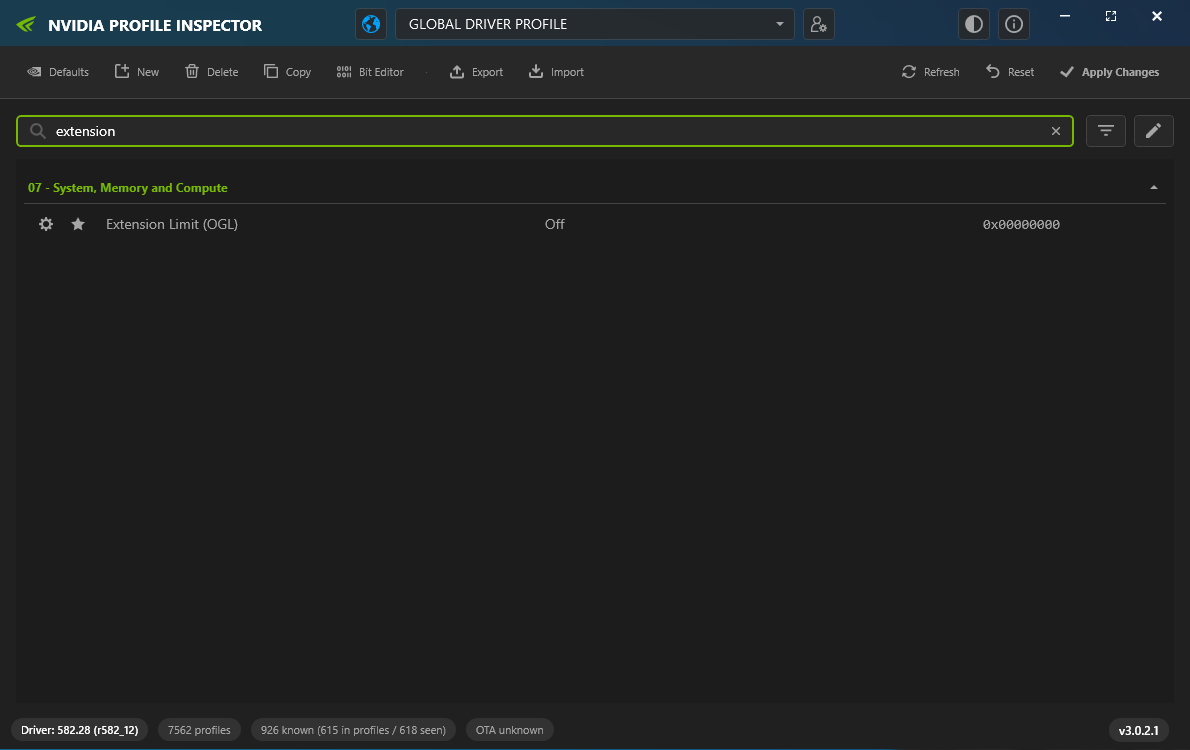 NVIDIA PROFILE INSPECTOR GLOBAL DRIVER PROFILE
Defaults New Delete Copy Bit Editor Export Import Refresh Reset Apply Changes
extension
07 - System, Memory and Compute
Extension Limit (OGL) Off 0x00000000
Driver: 582.28 (r582_12) 7562 profiles 926 known (615 in profiles / 618 seen) OTA unknown v3.0.2.1